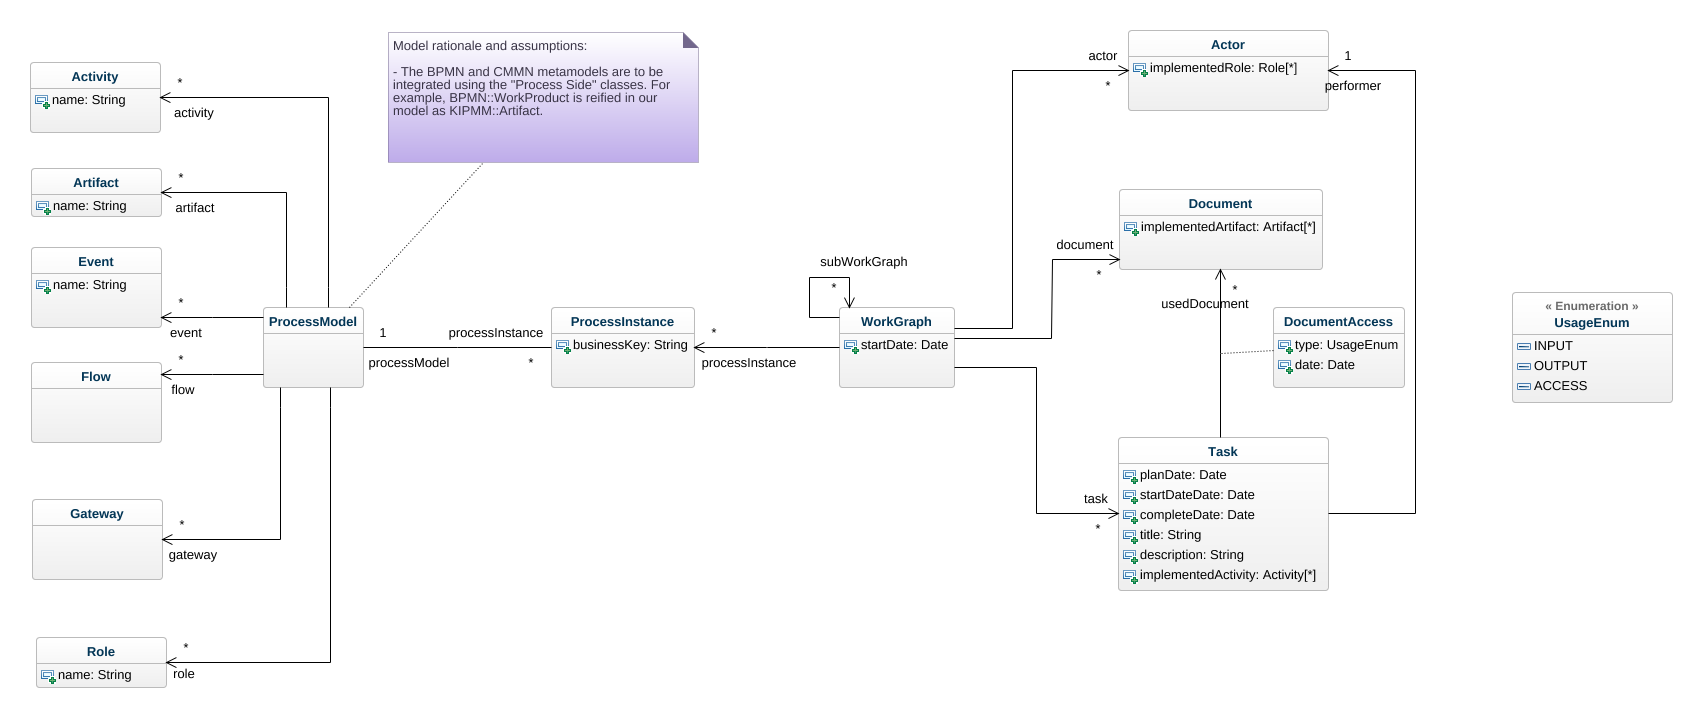 Activity
name: String
*
activity
Artifact
name: String
*
artifact
Event
name: String
*
event
Flow
*
flow
Gateway
*
gateway
Role
name: String
*
role
Model rationale and assumptions:
- The BPMN and CMMN metamodels are to be
integrated using the "Process Side" classes. For
example, BPMN::WorkProduct is reified in our
model as KIPMM::Artifact.
ProcessModel
1
processInstance
processModel
*
ProcessInstance
businessKey: String
*
processInstance
subWorkGraph
*
WorkGraph
startDate: Date
actor
*
Actor
implementedRole: Role[*]
1
performer
document
*
Document
implementedArtifact: Artifact[*]
*
usedDocument
DocumentAccess
type: UsageEnum
date: Date
task
*
Task
planDate: Date
startDateDate: Date
completeDate: Date
title: String
description: String
implementedActivity: Activity[*]
« Enumeration »
UsageEnum
INPUT
OUTPUT
ACCESS